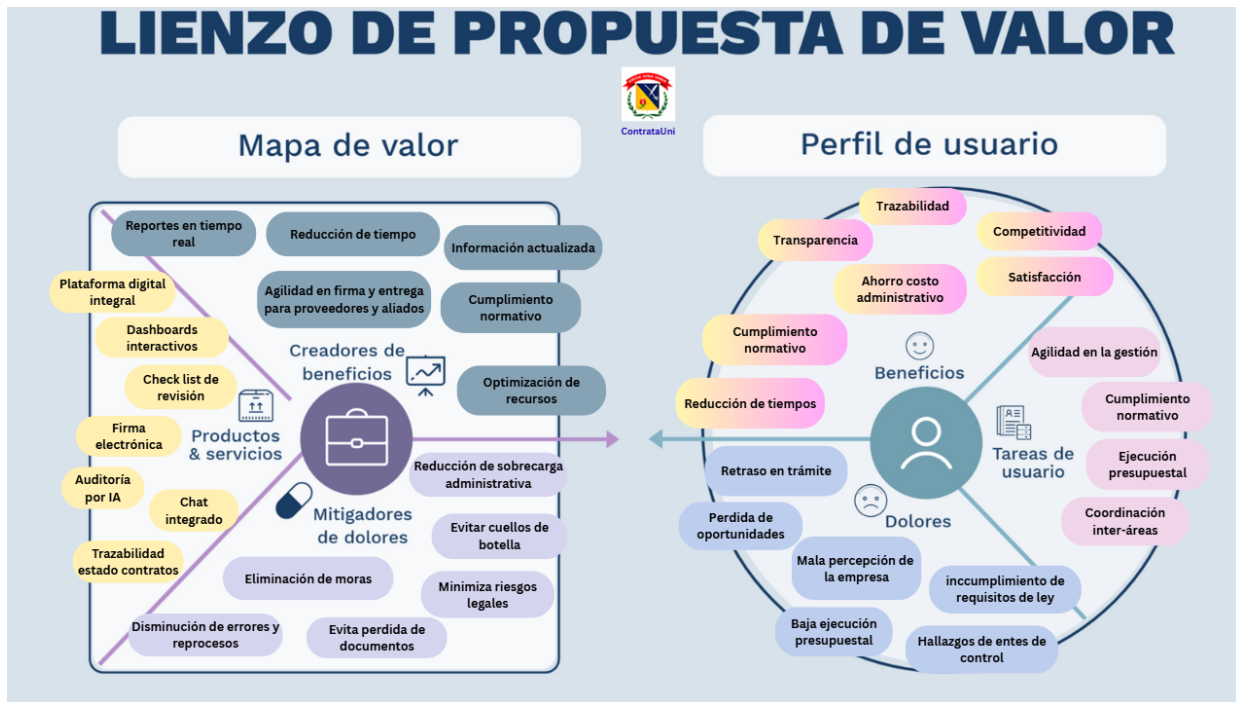 LIENZO DE PROPUESTA DE VALOR
ContrataUni
Mapa de valor
Reportes en tiempo
real
Reducción de tiempo
Información actualizada
Plataforma digital
integral
Agilidad en firma y entrega
para proveedores y aliados
Cumplimiento
normativo
Dashboards
interactivos
Creadores de
beneficios
Check list de
revisión
Optimización de
recursos
Firma
electrónica
Productos
& servicios
Auditoría
por IA
Chat
integrado
Trazabilidad
estado contratos
Reducción de sobrecarga
administrativa
Mitigadores
de dolores
Evitar cuellos de
botella
Eliminación de moras
Minimiza riesgos
legales
Disminución de errores y
reprocesos
Evita perdida de
documentos
Perfil de usuario
Trazabilidad
Transparencia
Competitividad
Ahorro costo
administrativo
Satisfacción
Cumplimiento
normativo
Beneficios
Reducción de tiempos
Agilidad en la gestión
Cumplimiento
normativo
Tareas de
usuario
Ejecución
presupuestal
Coordinación
inter-áreas
Retraso en trámite
Dolores
Perdida de
oportunidades
Mala percepción de
la empresa
inccumplimiento de
requisitos de ley
Baja ejecución
presupuestal
Hallazgos de entes de
control